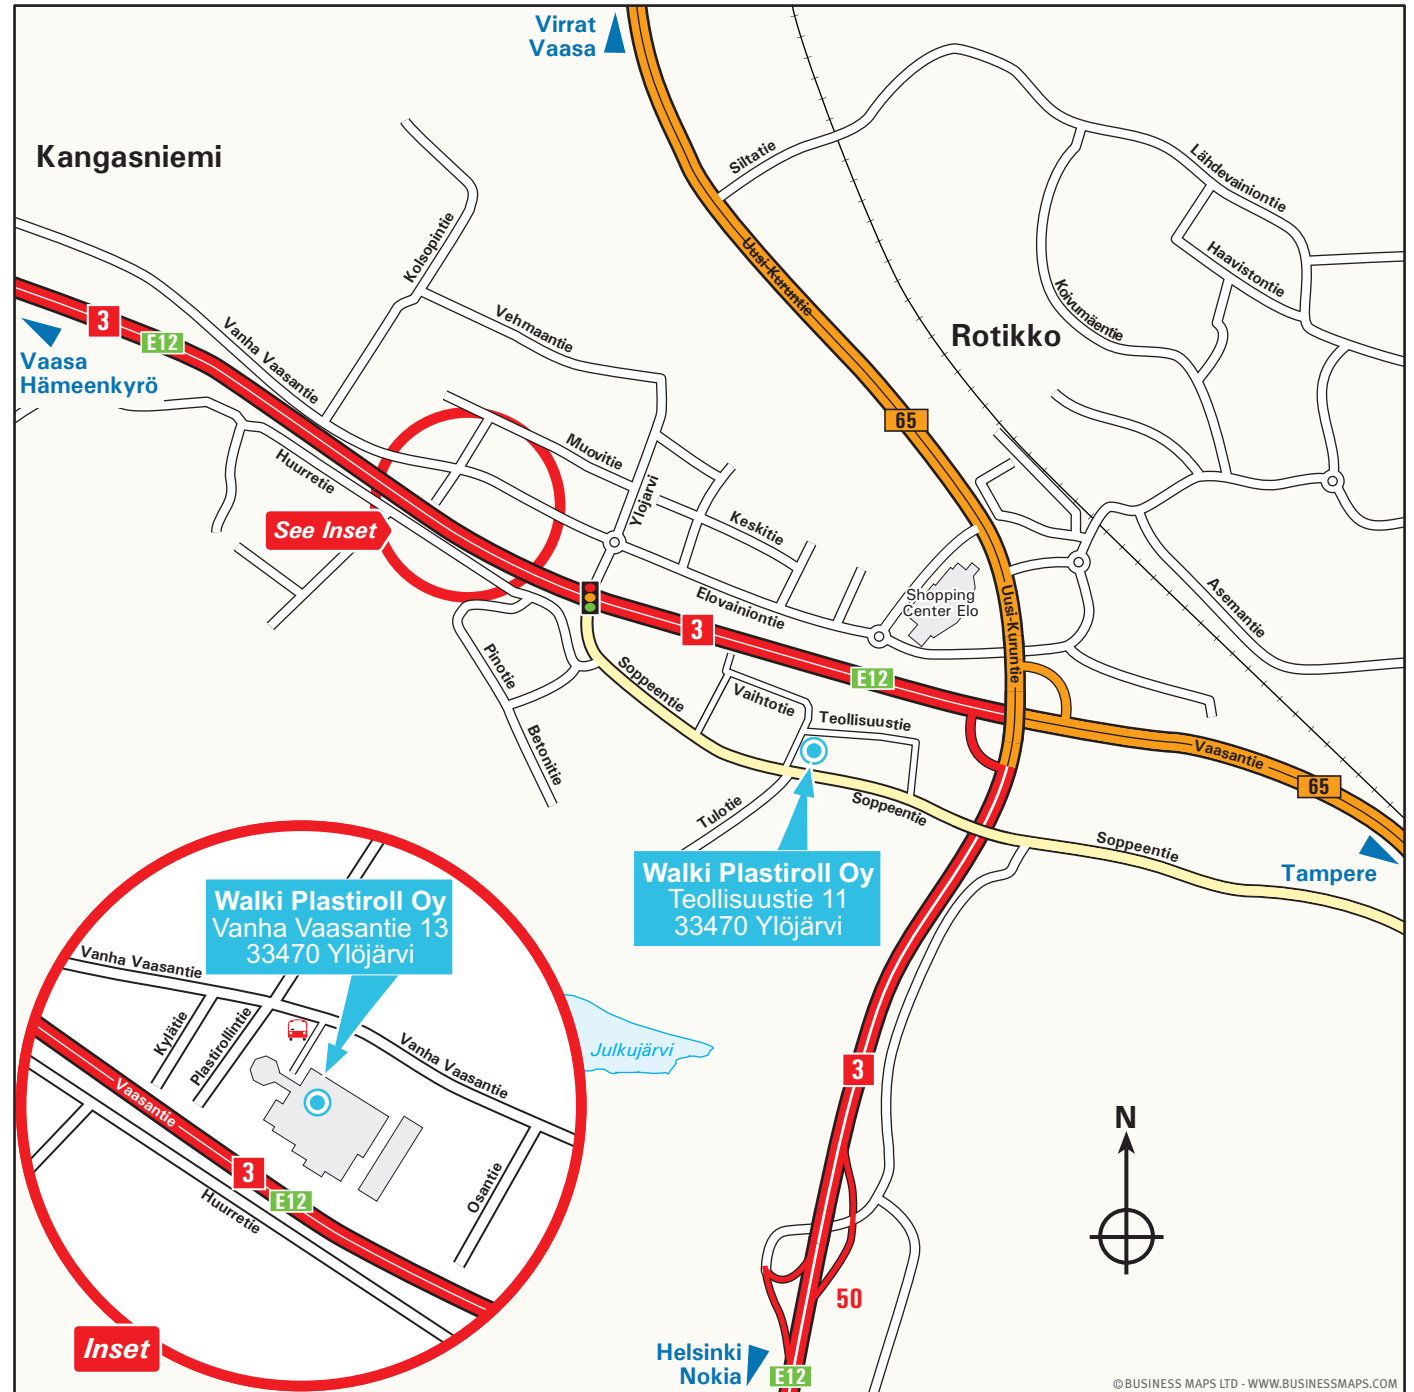 Virrat
Vaasa
Kangasniemi
Siltatie
Lähdevainiontie
Kolsopintie
Haavistontie
Uusi-Kuruntie
Koivumäentie
3
E12
Vanha Vaasantie
Vehmaantie
Rotikko
Vaasa
Hämeenkyrö
65
Muovitie
Huurretie
Ylojarvi
Keskitie
See Inset
Elovainiontie
Shopping
Center Elo
Uusi-Kuruntie
Asemantie
3
E12
Pinotie
Soppeentie
Vaihtotie
Teollisuustie
Betonitie
Vaasantie
65
Tulotie
Soppeentie
Soppeentie
Tampere
Walki Plastiroll Oy
Teollisuustie 11
33470 Ylöjärvi
Walki Plastiroll Oy
Vanha Vaasantie 13
33470 Ylöjärvi
Vanha Vaasantie
Kylätie
Plastirollintie
Vanha Vaasantie
Julkujärvi
Vaasantie
3
E12
Huurretie
Osantie
Inset
3
N
50
Helsinki
Nokia
E12
© BUSINESS MAPS LTD - WWW.BUSINESSMAPS.COM